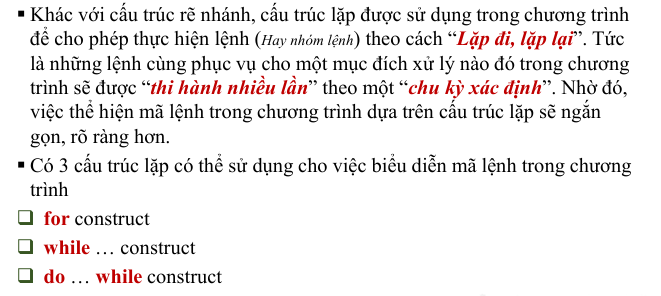 ▪ Khác với cấu trúc rẽ nhánh, cấu trúc lặp được sử dụng trong chương trình
để cho phép thực hiện lệnh (Hay nhóm lệnh) theo cách “Lặp đi, lặp lại”. Tức
là những lệnh cùng phục vụ cho một mục đích xử lý nào đó trong chương
trình sẽ được “thi hành nhiều lần” theo một “chu kỳ xác định”. Nhờ đó,
việc thể hiện mã lệnh trong chương trình dựa trên cấu trúc lặp sẽ ngắn
gọn, rõ ràng hơn.
▪ Có 3 cấu trúc lặp có thể sử dụng cho việc biểu diễn mã lệnh trong chương
trình
❑ for construct
❑ while … construct
❑ do … while construct